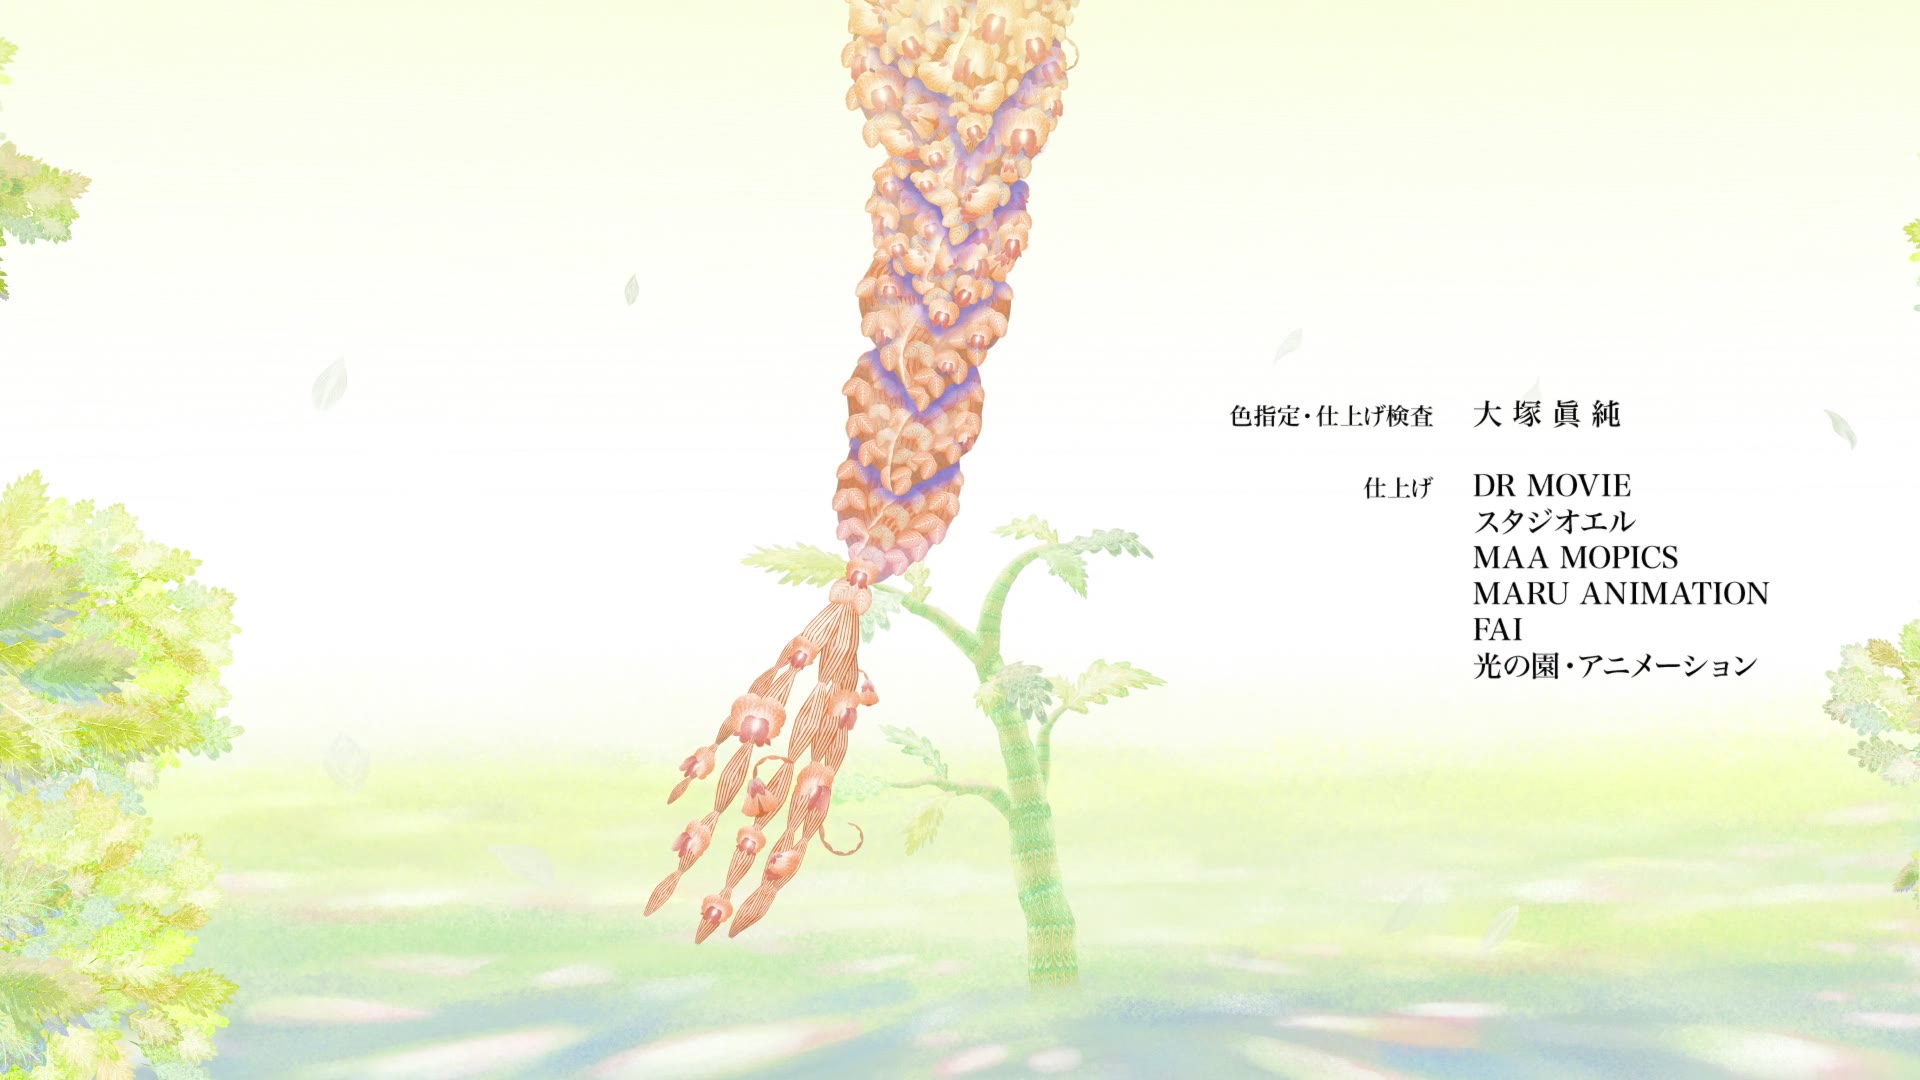 色指定・仕上げ検査 大塚眞純
仕上げ DR MOVIE
スタジオエル
MAA MOPICS
MARU ANIMATION
FAI
光の園・アニメーション